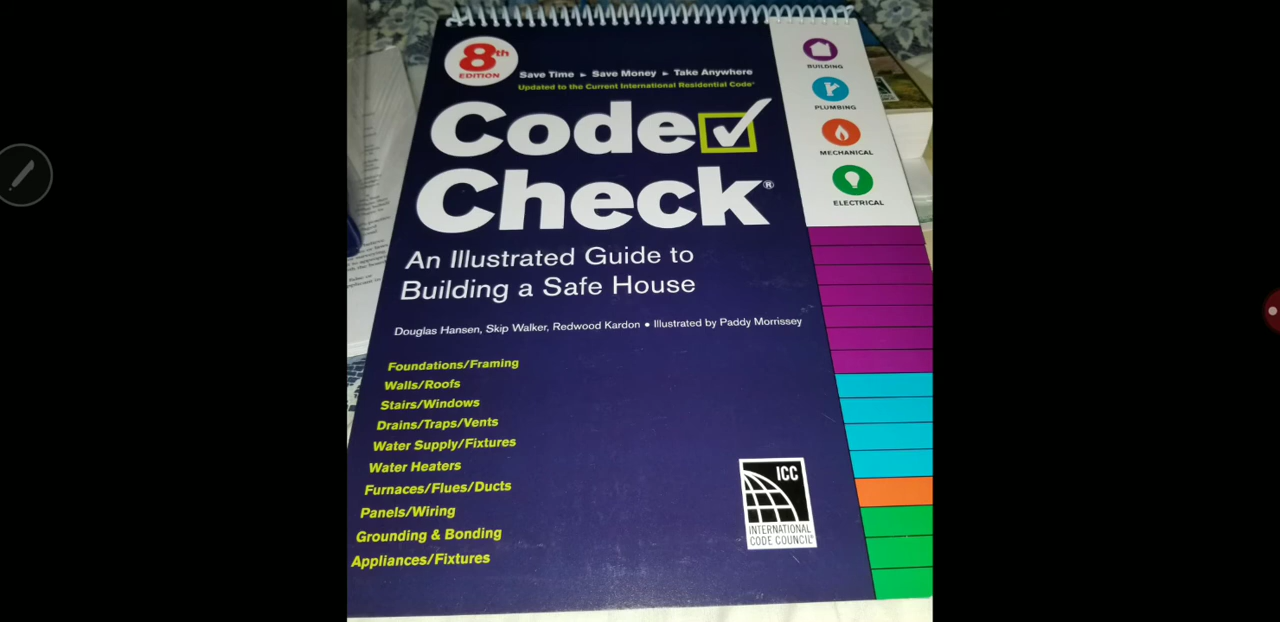 8th
EDITION
Save Time ► Save Money ► Take Anywhere
Updated to the Current International Residential Code®
Code
Check®
An Illustrated Guide to
Building a Safe House
Douglas Hansen, Skip Walker, Redwood Kardon • Illustrated by Paddy Morrissey
Foundations/Framing
Walls/Roofs
Stairs/Windows
Drains/Traps/Vents
Water Supply/Fixtures
Water Heaters
Furnaces/Flues/Ducts
Panels/Wiring
Grounding & Bonding
Appliances/Fixtures
BUILDING
PLUMBING
MECHANICAL
ELECTRICAL
ICC
INTERNATIONAL
CODE COUNCIL®